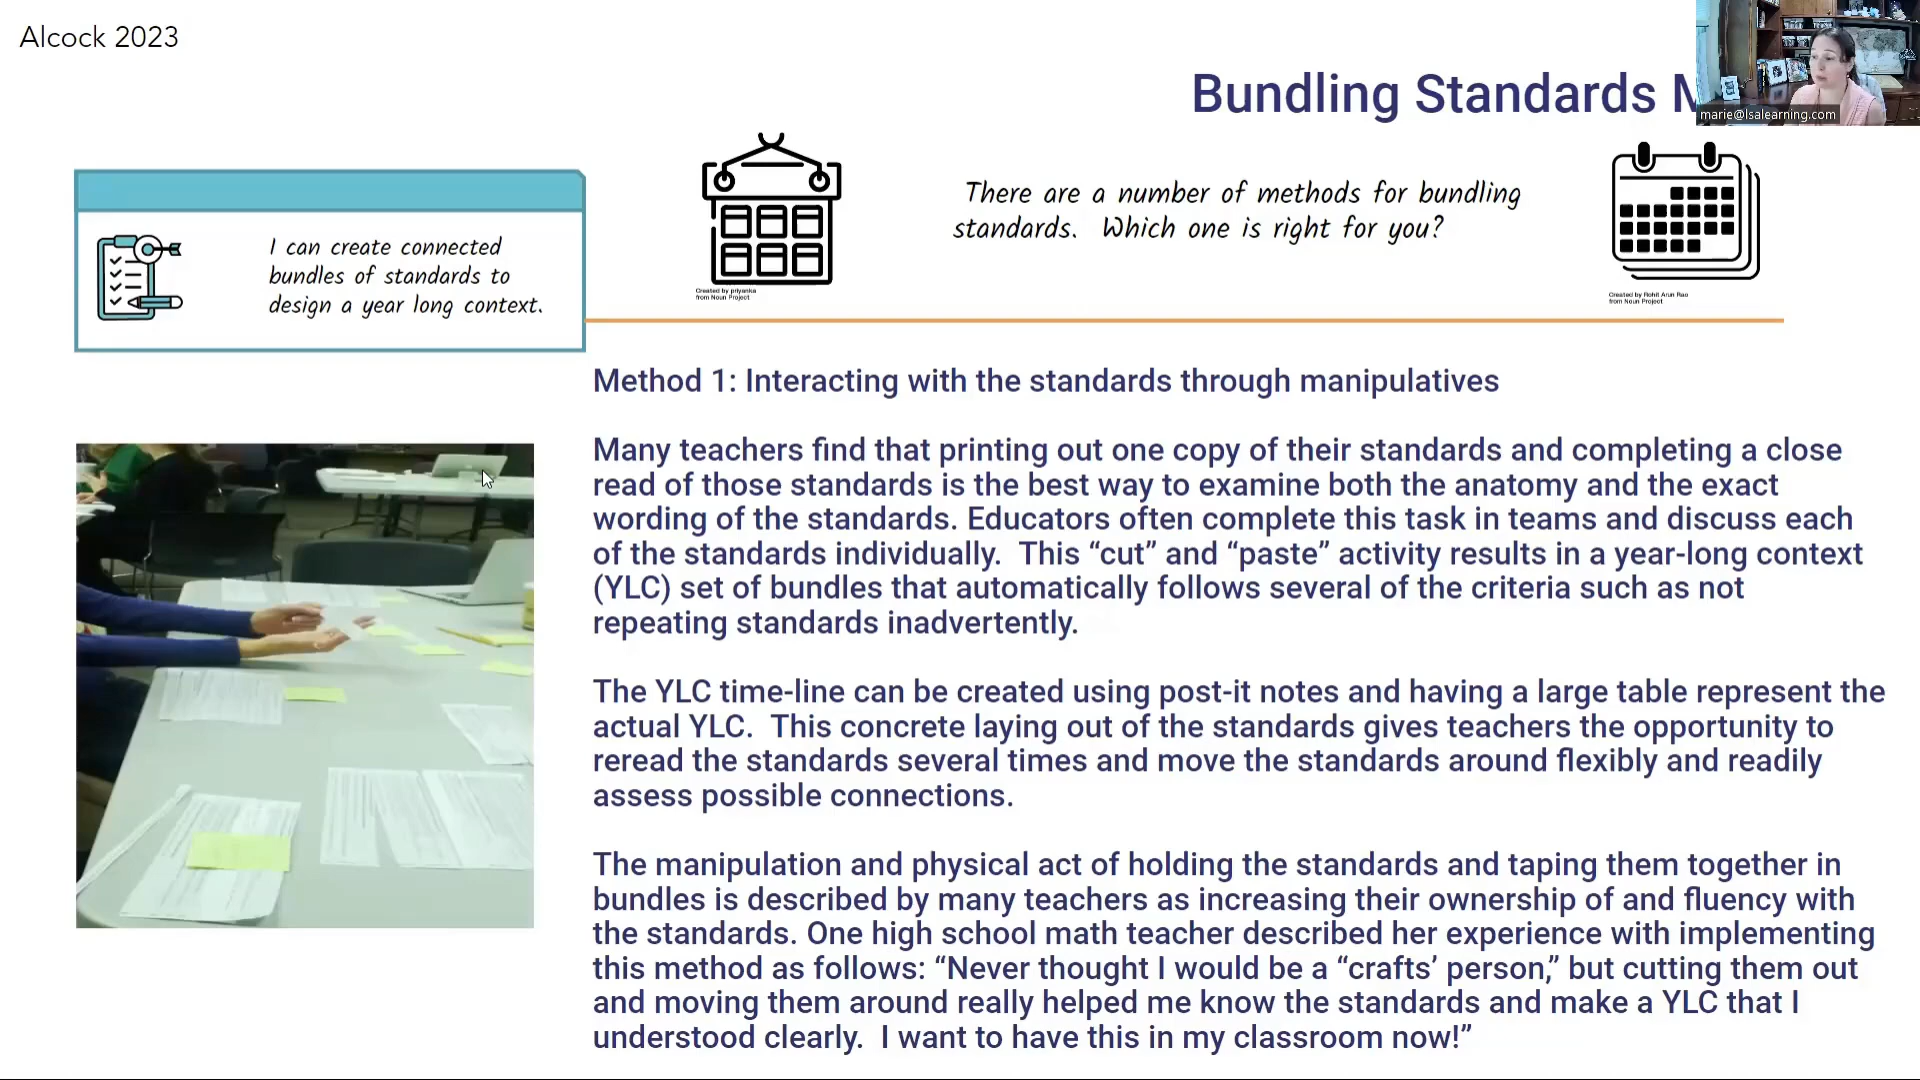 Alcock 2023
Bundling Standards M
marie@lsalearning.com
There are a number of methods for bundling
standards. Which one is right for you?
I can create connected
bundles of standards to
design a year long context.
Created by priyanka
from Noun Project
Created by Rohit Arun Rao
from Noun Project
Method 1: Interacting with the standards through manipulatives
Many teachers find that printing out one copy of their standards and completing a close
read of those standards is the best way to examine both the anatomy and the exact
wording of the standards. Educators often complete this task in teams and discuss each
of the standards individually. This “cut” and “paste” activity results in a year-long context
(YLC) set of bundles that automatically follows several of the criteria such as not
repeating standards inadvertently.
The YLC time-line can be created using post-it notes and having a large table represent the
actual YLC. This concrete laying out of the standards gives teachers the opportunity to
reread the standards several times and move the standards around flexibly and readily
assess possible connections.
The manipulation and physical act of holding the standards and taping them together in
bundles is described by many teachers as increasing their ownership of and fluency with
the standards. One high school math teacher described her experience with implementing
this method as follows: “Never thought I would be a “crafts’ person,” but cutting them out
and moving them around really helped me know the standards and make a YLC that I
understood clearly. I want to have this in my classroom now!”